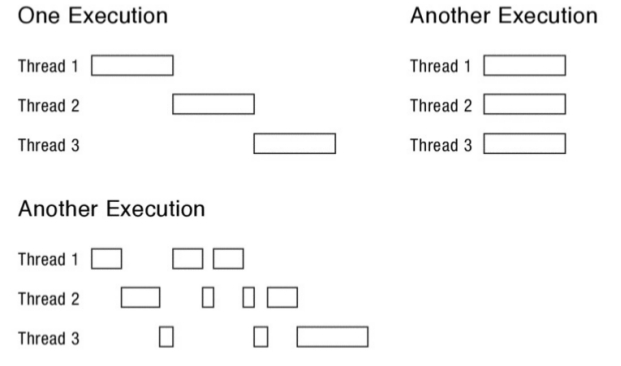 One Execution
Thread 1
Thread 2
Thread 3
Another Execution
Thread 1
Thread 2
Thread 3
Another Execution
Thread 1
Thread 2
Thread 3